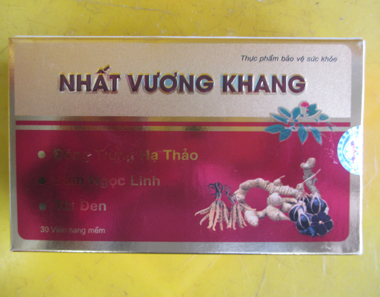 Thực phẩm bảo vệ sức khỏe
NHẤT VƯƠNG KHANG
Hạ Thảo
Ngọc Linh
Đen
30 Viên nang mềm